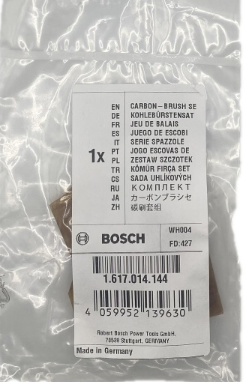 1x
EN CARBON-BRUSH SE
DE KOHLEBÜRSTENSAT
FR JEU DE BALAIS
ES JUEGO DE ESCOBI
IT SERIE SPAZZOLE
PT JOGO ESCOVAS DE
PL ZESTAW SZCZOTEK
TR KÖMÜR FIRÇA SET
CS SADA UHLÍKOVÝCH
RU КОМПЛЕКТ
JA カーボンブラシセ
ZH 碳刷套组
BOSCH
WH004
FD:427
1.617.014.144
4 059952 139630
Robert Bosch Power Tools GmbH,
70538 Stuttgart, GERMANY
Made in Germany